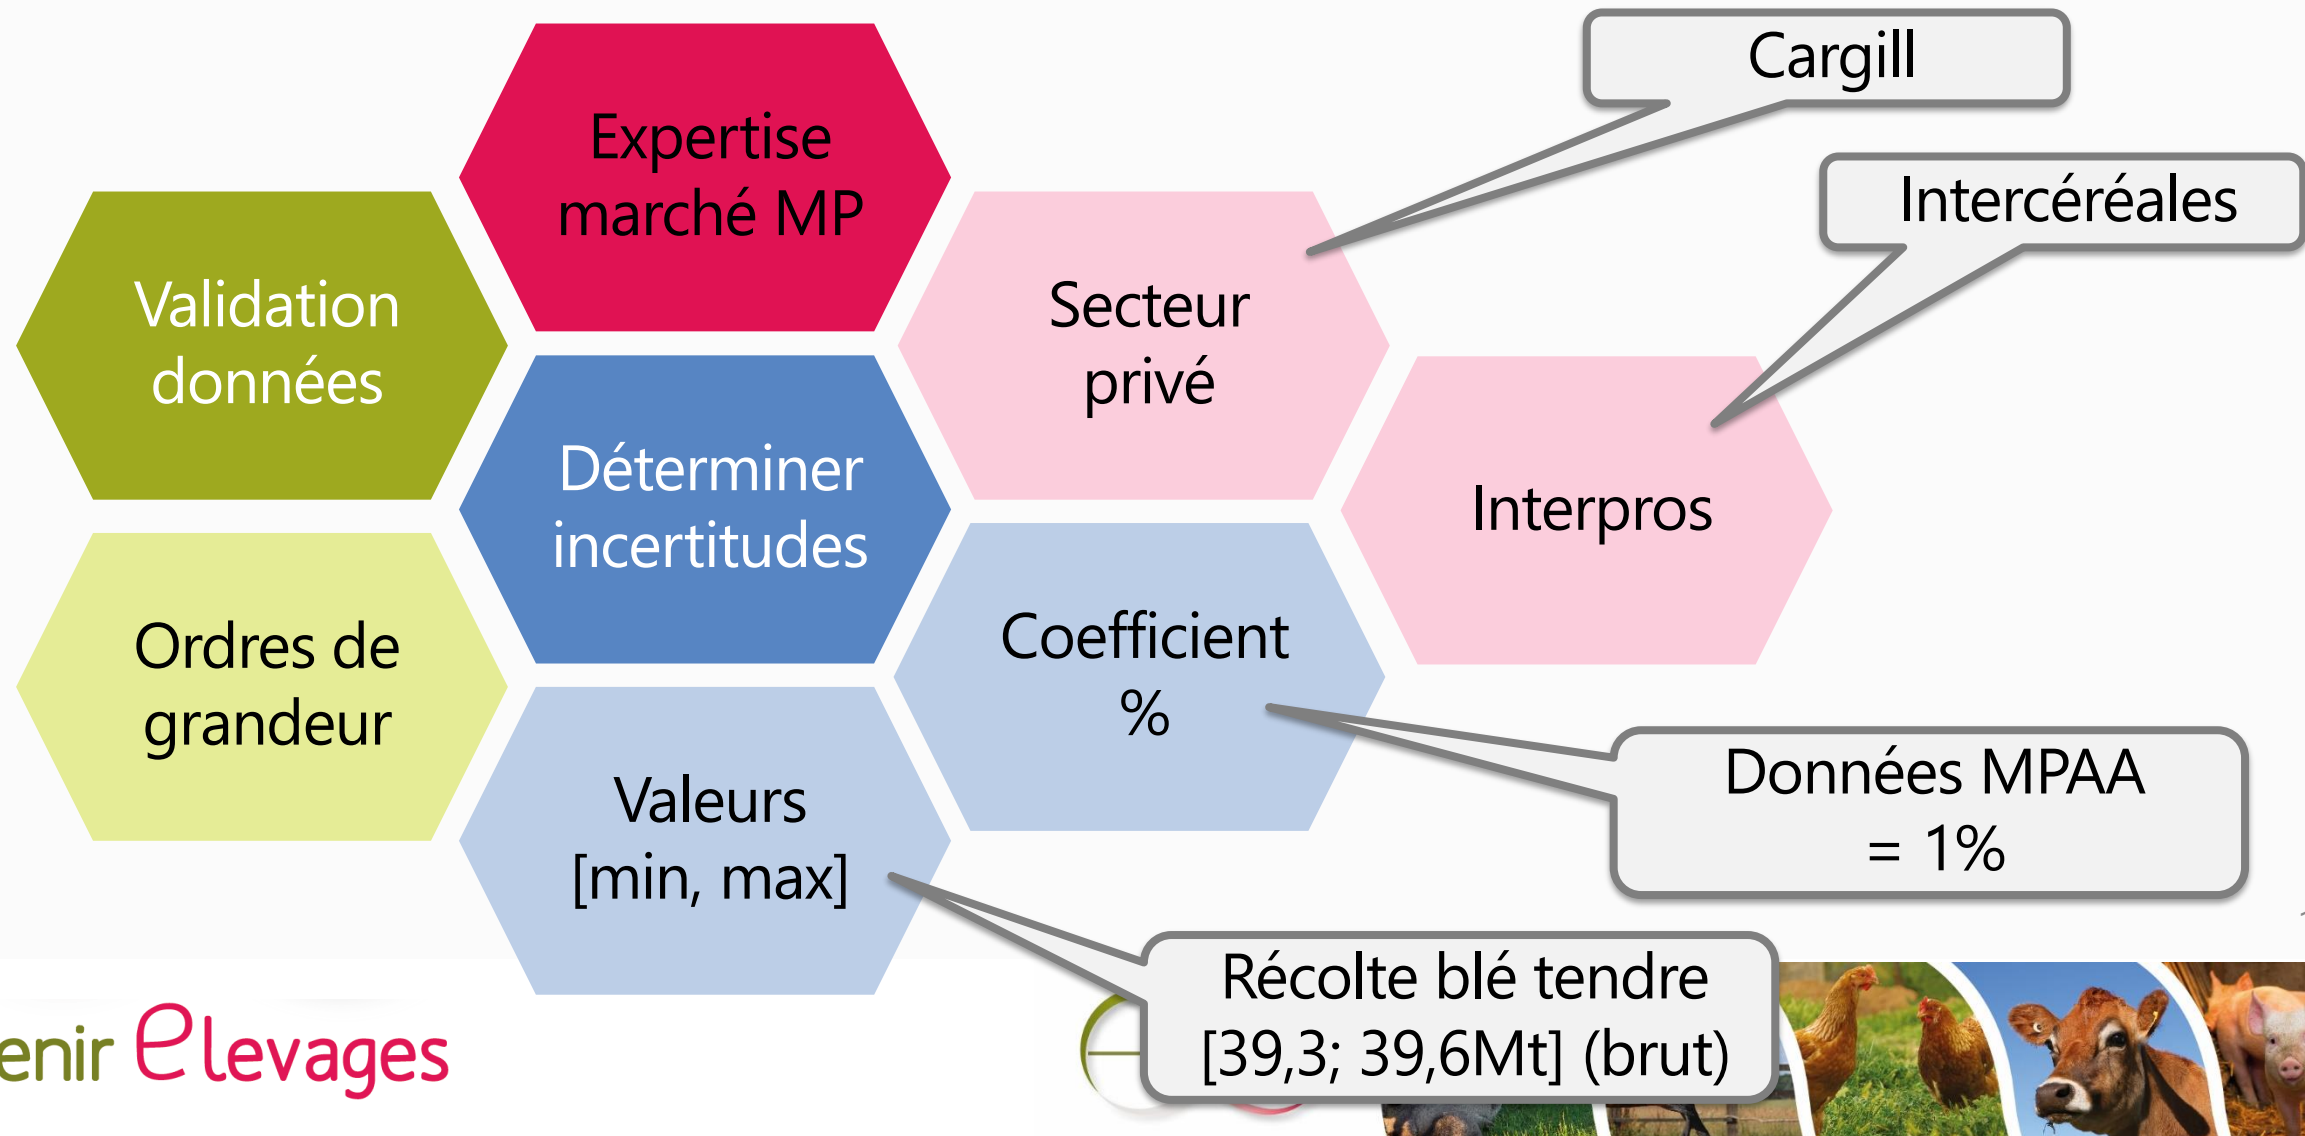 Cargill
Expertise
marché MP
Intercéréales
Validation
données
Secteur
privé
Déterminer
incertitudes
Interpros
Ordres de
grandeur
Coefficient
%
Données MPAA
= 1%
Valeurs
[min, max]
Récolte blé tendre
[39,3; 39,6Mt] (brut)
enir elevages